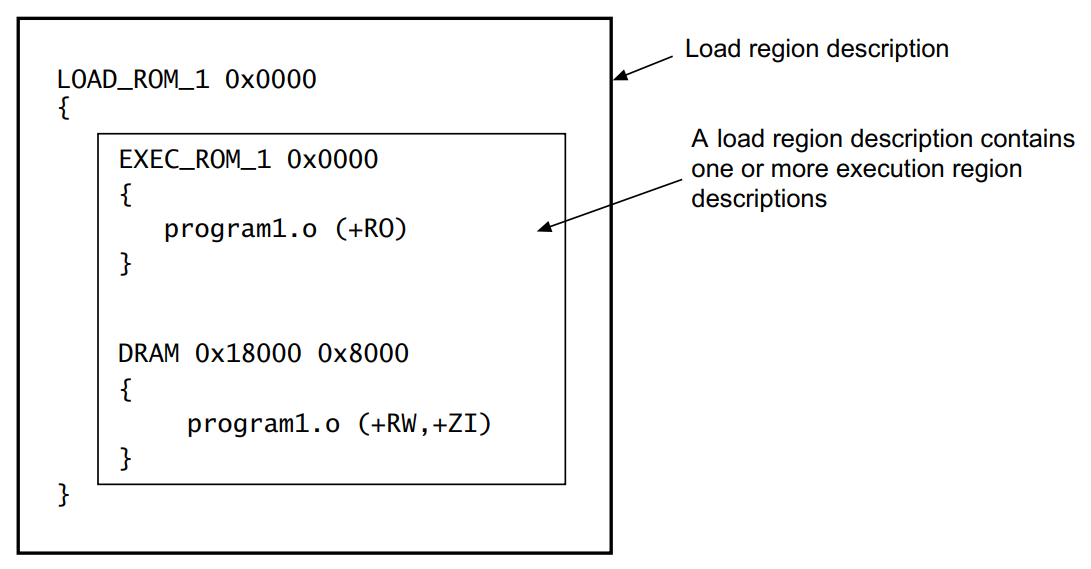 Load region description
LOAD_ROM_1 0x0000
{
A load region description contains
one or more execution region
descriptions
EXEC_ROM_1 0x0000
{
program1.o (+RO)
}
DRAM 0x18000 0x8000
{
program1.o (+RW,+ZI)
}
}